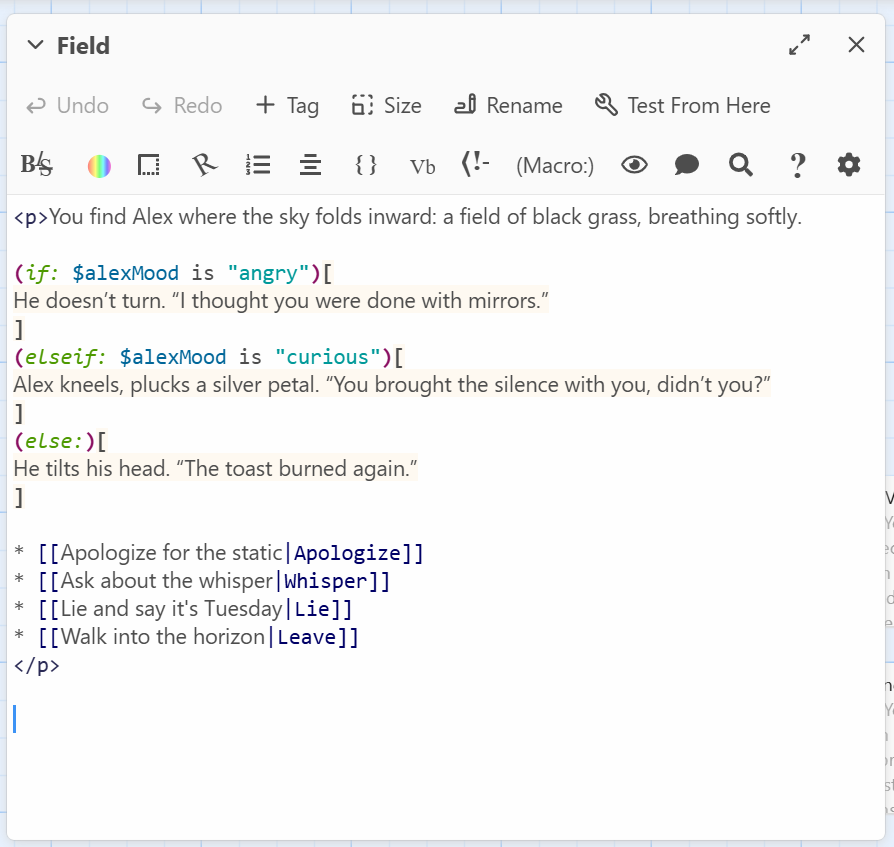 Field
Undo Redo + Tag Size Rename Test From Here
B/S { } Vb (!- (Macro:) ?
<p>You find Alex where the sky folds inward: a field of black grass, breathing softly.
(if: $alexMood is "angry")[
He doesn’t turn. “I thought you were done with mirrors.”
]
(elseif: $alexMood is "curious")[
Alex kneels, plucks a silver petal. “You brought the silence with you, didn’t you?”
]
(else:)[
He tilts his head. “The toast burned again.”
]
* [[Apologize for the static|Apologize]]
* [[Ask about the whisper|Whisper]]
* [[Lie and say it's Tuesday|Lie]]
* [[Walk into the horizon|Leave]]
</p>